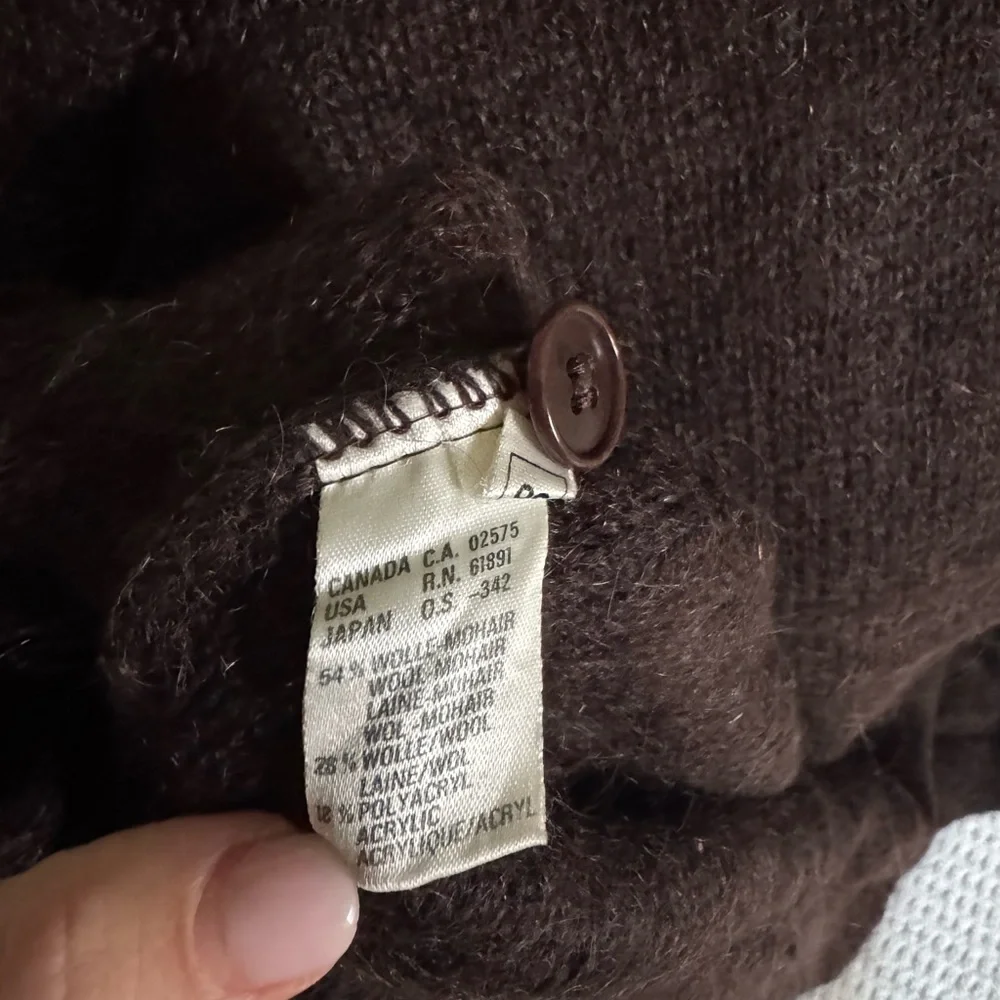 CANADA C.A. 02575
USA R.N. 61891
JAPAN O.S. -342
54% WOLLE-MOHAIR
WOOL-MOHAIR
LAINE-MOHAIR
WOL-MOHAIR
28% WOLLE/WOOL
LAINE/WOL
18% POLYACRYL
ACRYLIC
ACRYLIQUE/ACRYL